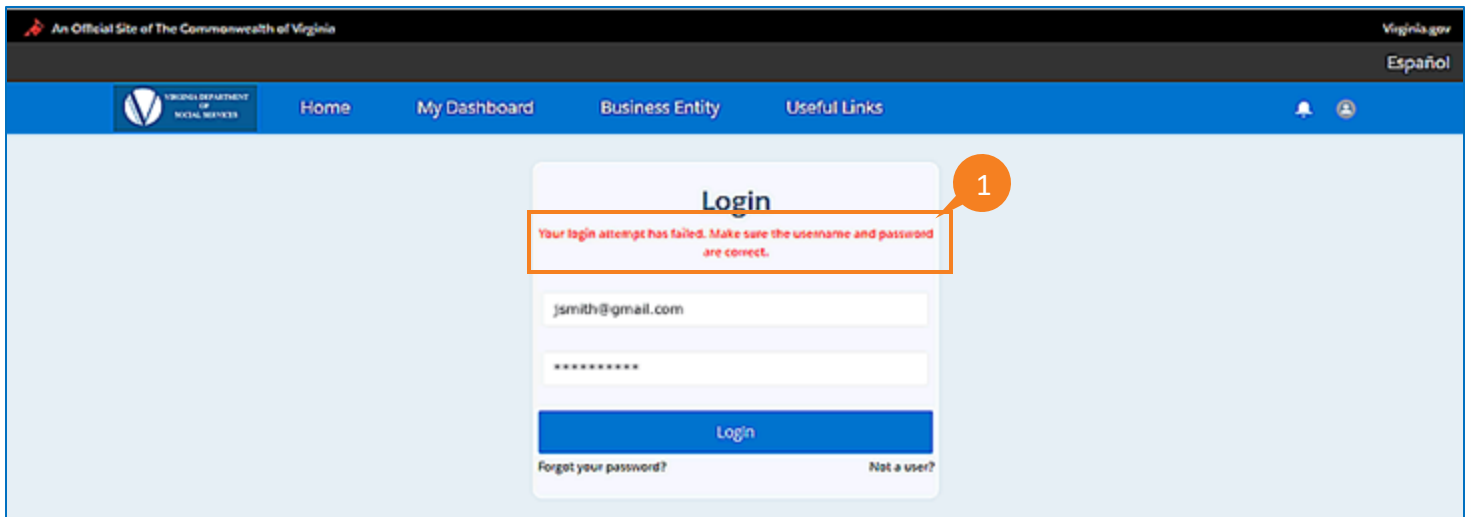 An Official Site of The Commonwealth of Virginia
Virginia.gov
Español
VIRGINIA DEPARTMENT
OF
SOCIAL SERVICES
Home
My Dashboard
Business Entity
Useful Links
1
Login
Your login attempt has failed. Make sure the username and password
are correct.
jsmith@gmail.com
**********
Login
Forgot your password?
Not a user?